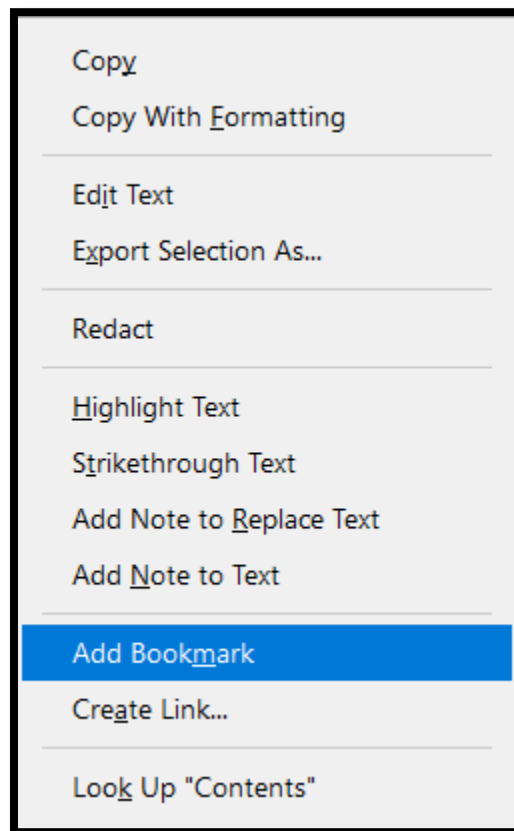 Copy
Copy With Formatting
Edit Text
Export Selection As...
Redact
Highlight Text
Strikethrough Text
Add Note to Replace Text
Add Note to Text
Add Bookmark
Create Link...
Look Up "Contents"